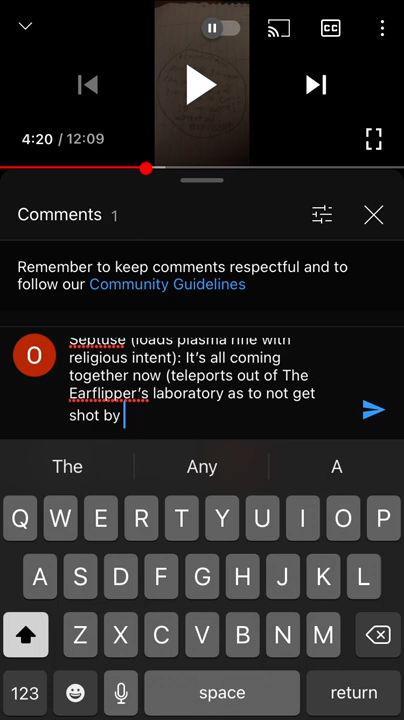 CC
4:20 / 12:09
Comments 1
Remember to keep comments respectful and to
follow our Community Guidelines
O
Septuse (loads plasma rifle with
religious intent): It's all coming
together now (teleports out of The
Earflipper's laboratory as to not get
shot by
The Any A
Q W E R T Y U I O P
A S D F G H J K L
Z X C V B N M
123 space return